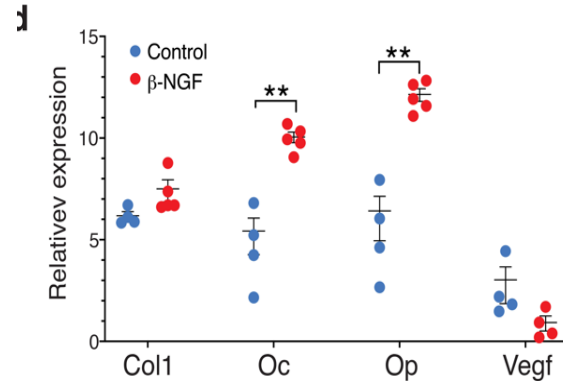 d
15
Control
β-NGF
**
**
10
5
0
Relativev expression
Col1 Oc Op Vegf